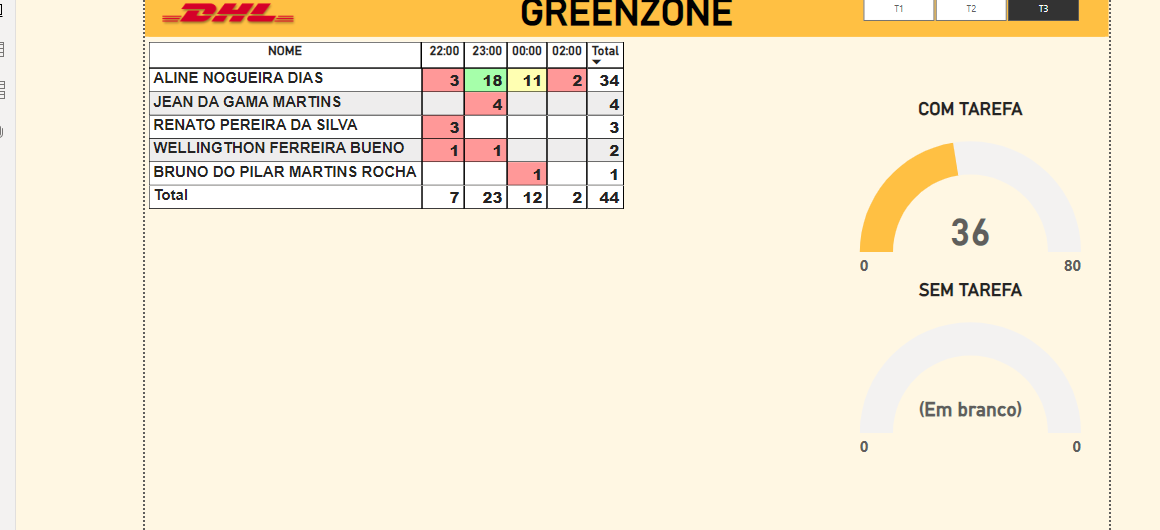 DHL GREENZONE T1 T2 T3
NOME 22:00 23:00 00:00 02:00 Total
ALINE NOGUEIRA DIAS 3 18 11 2 34
JEAN DA GAMA MARTINS 4 4
RENATO PEREIRA DA SILVA 3 3
WELLINGTHON FERREIRA BUENO 1 1 2
BRUNO DO PILAR MARTINS ROCHA 1 1
Total 7 23 12 2 44
COM TAREFA
36
0 80
SEM TAREFA
(Em branco)
0 0